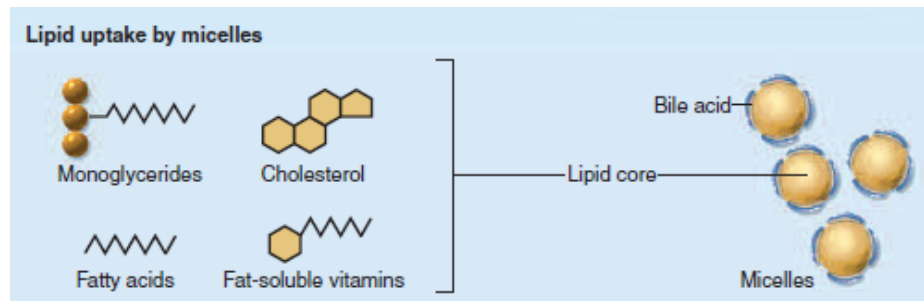 Lipid uptake by micelles
Bile acid
Monoglycerides
Cholesterol
Lipid core
Fatty acids
Fat-soluble vitamins
Micelles